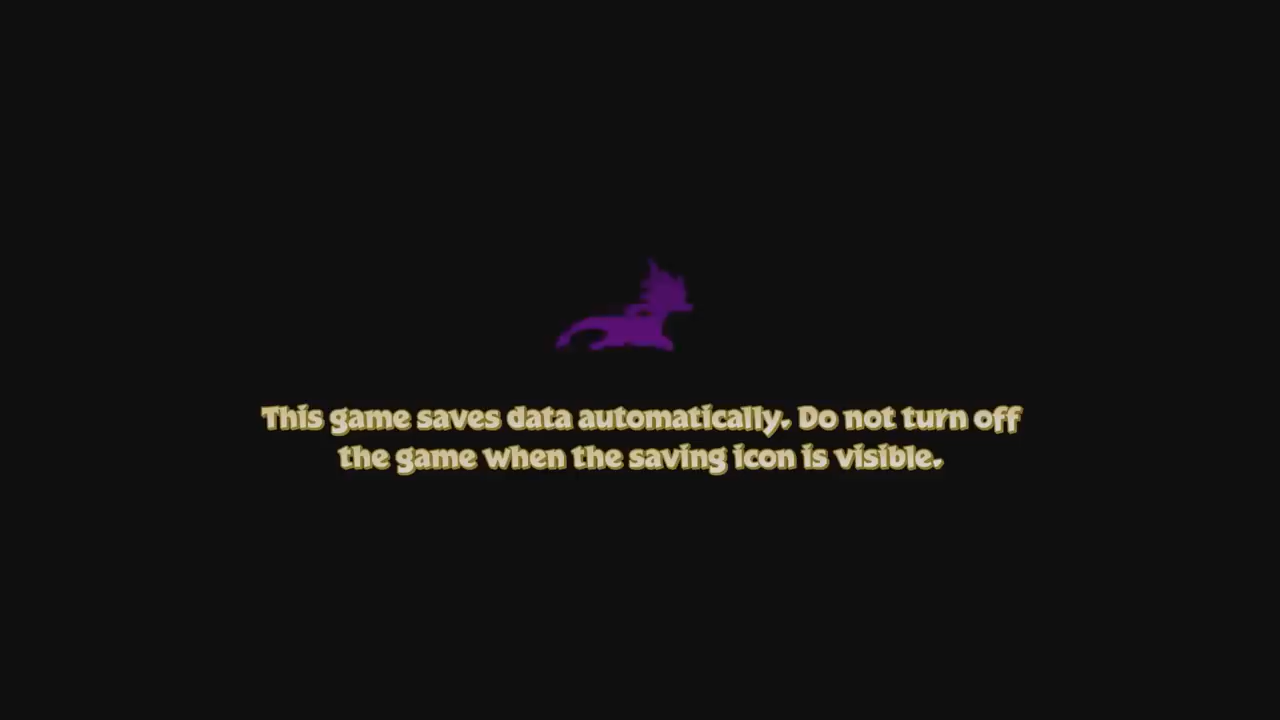 This game saves data automatically. Do not turn off
the game when the saving icon is visible.